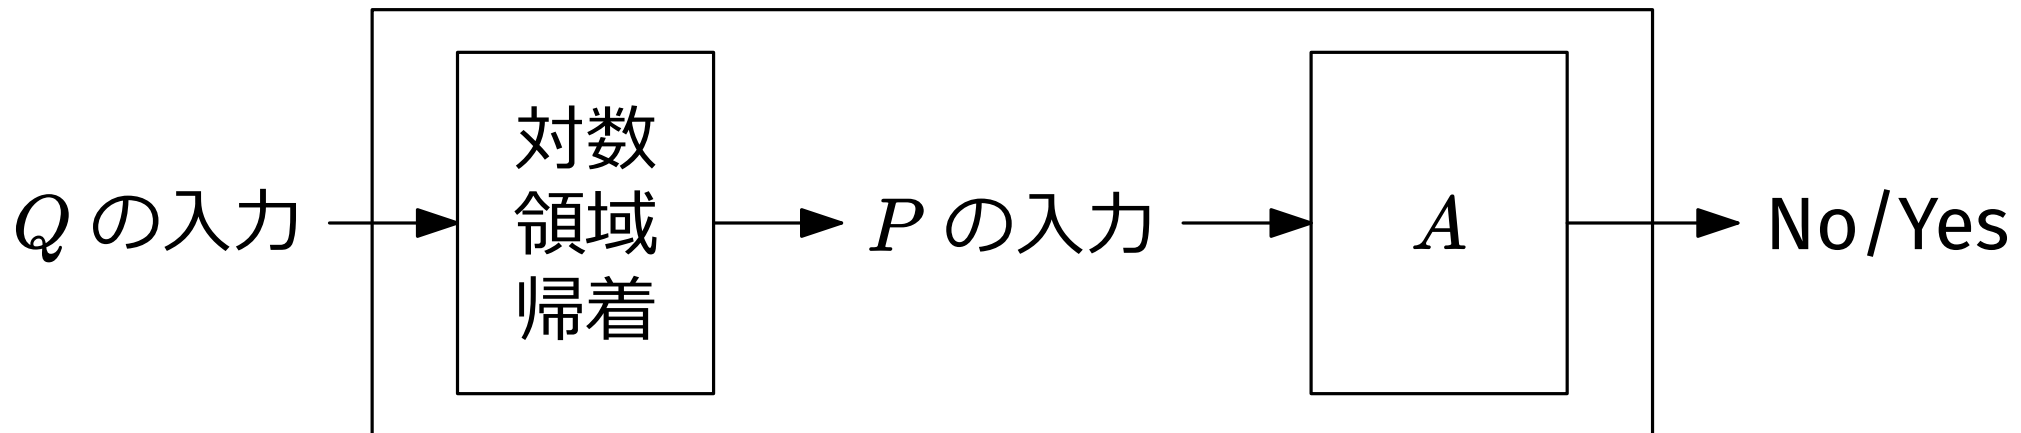 Q の入力
対数
領域
帰着
P の入力
A
No/Yes